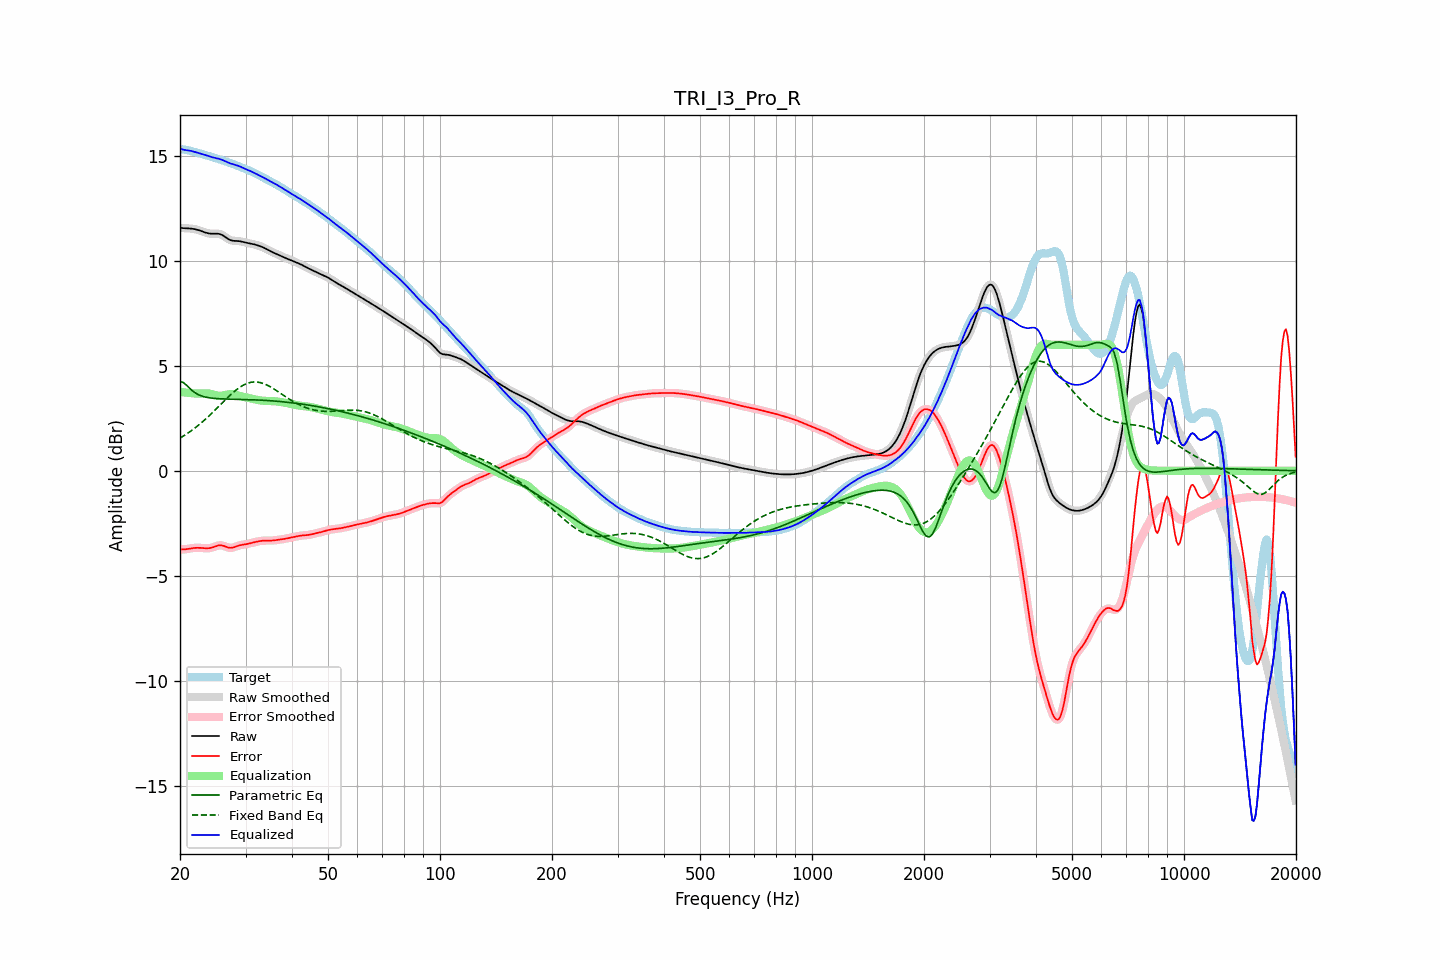 TRI_I3_Pro_R
Amplitude (dBr)
15
10
5
0
−5
−10
−15
Target
Raw Smoothed
Error Smoothed
Raw
Error
Equalization
Parametric Eq
Fixed Band Eq
Equalized
20 50 100 200 500 1000 2000 5000 10000 20000
Frequency (Hz)